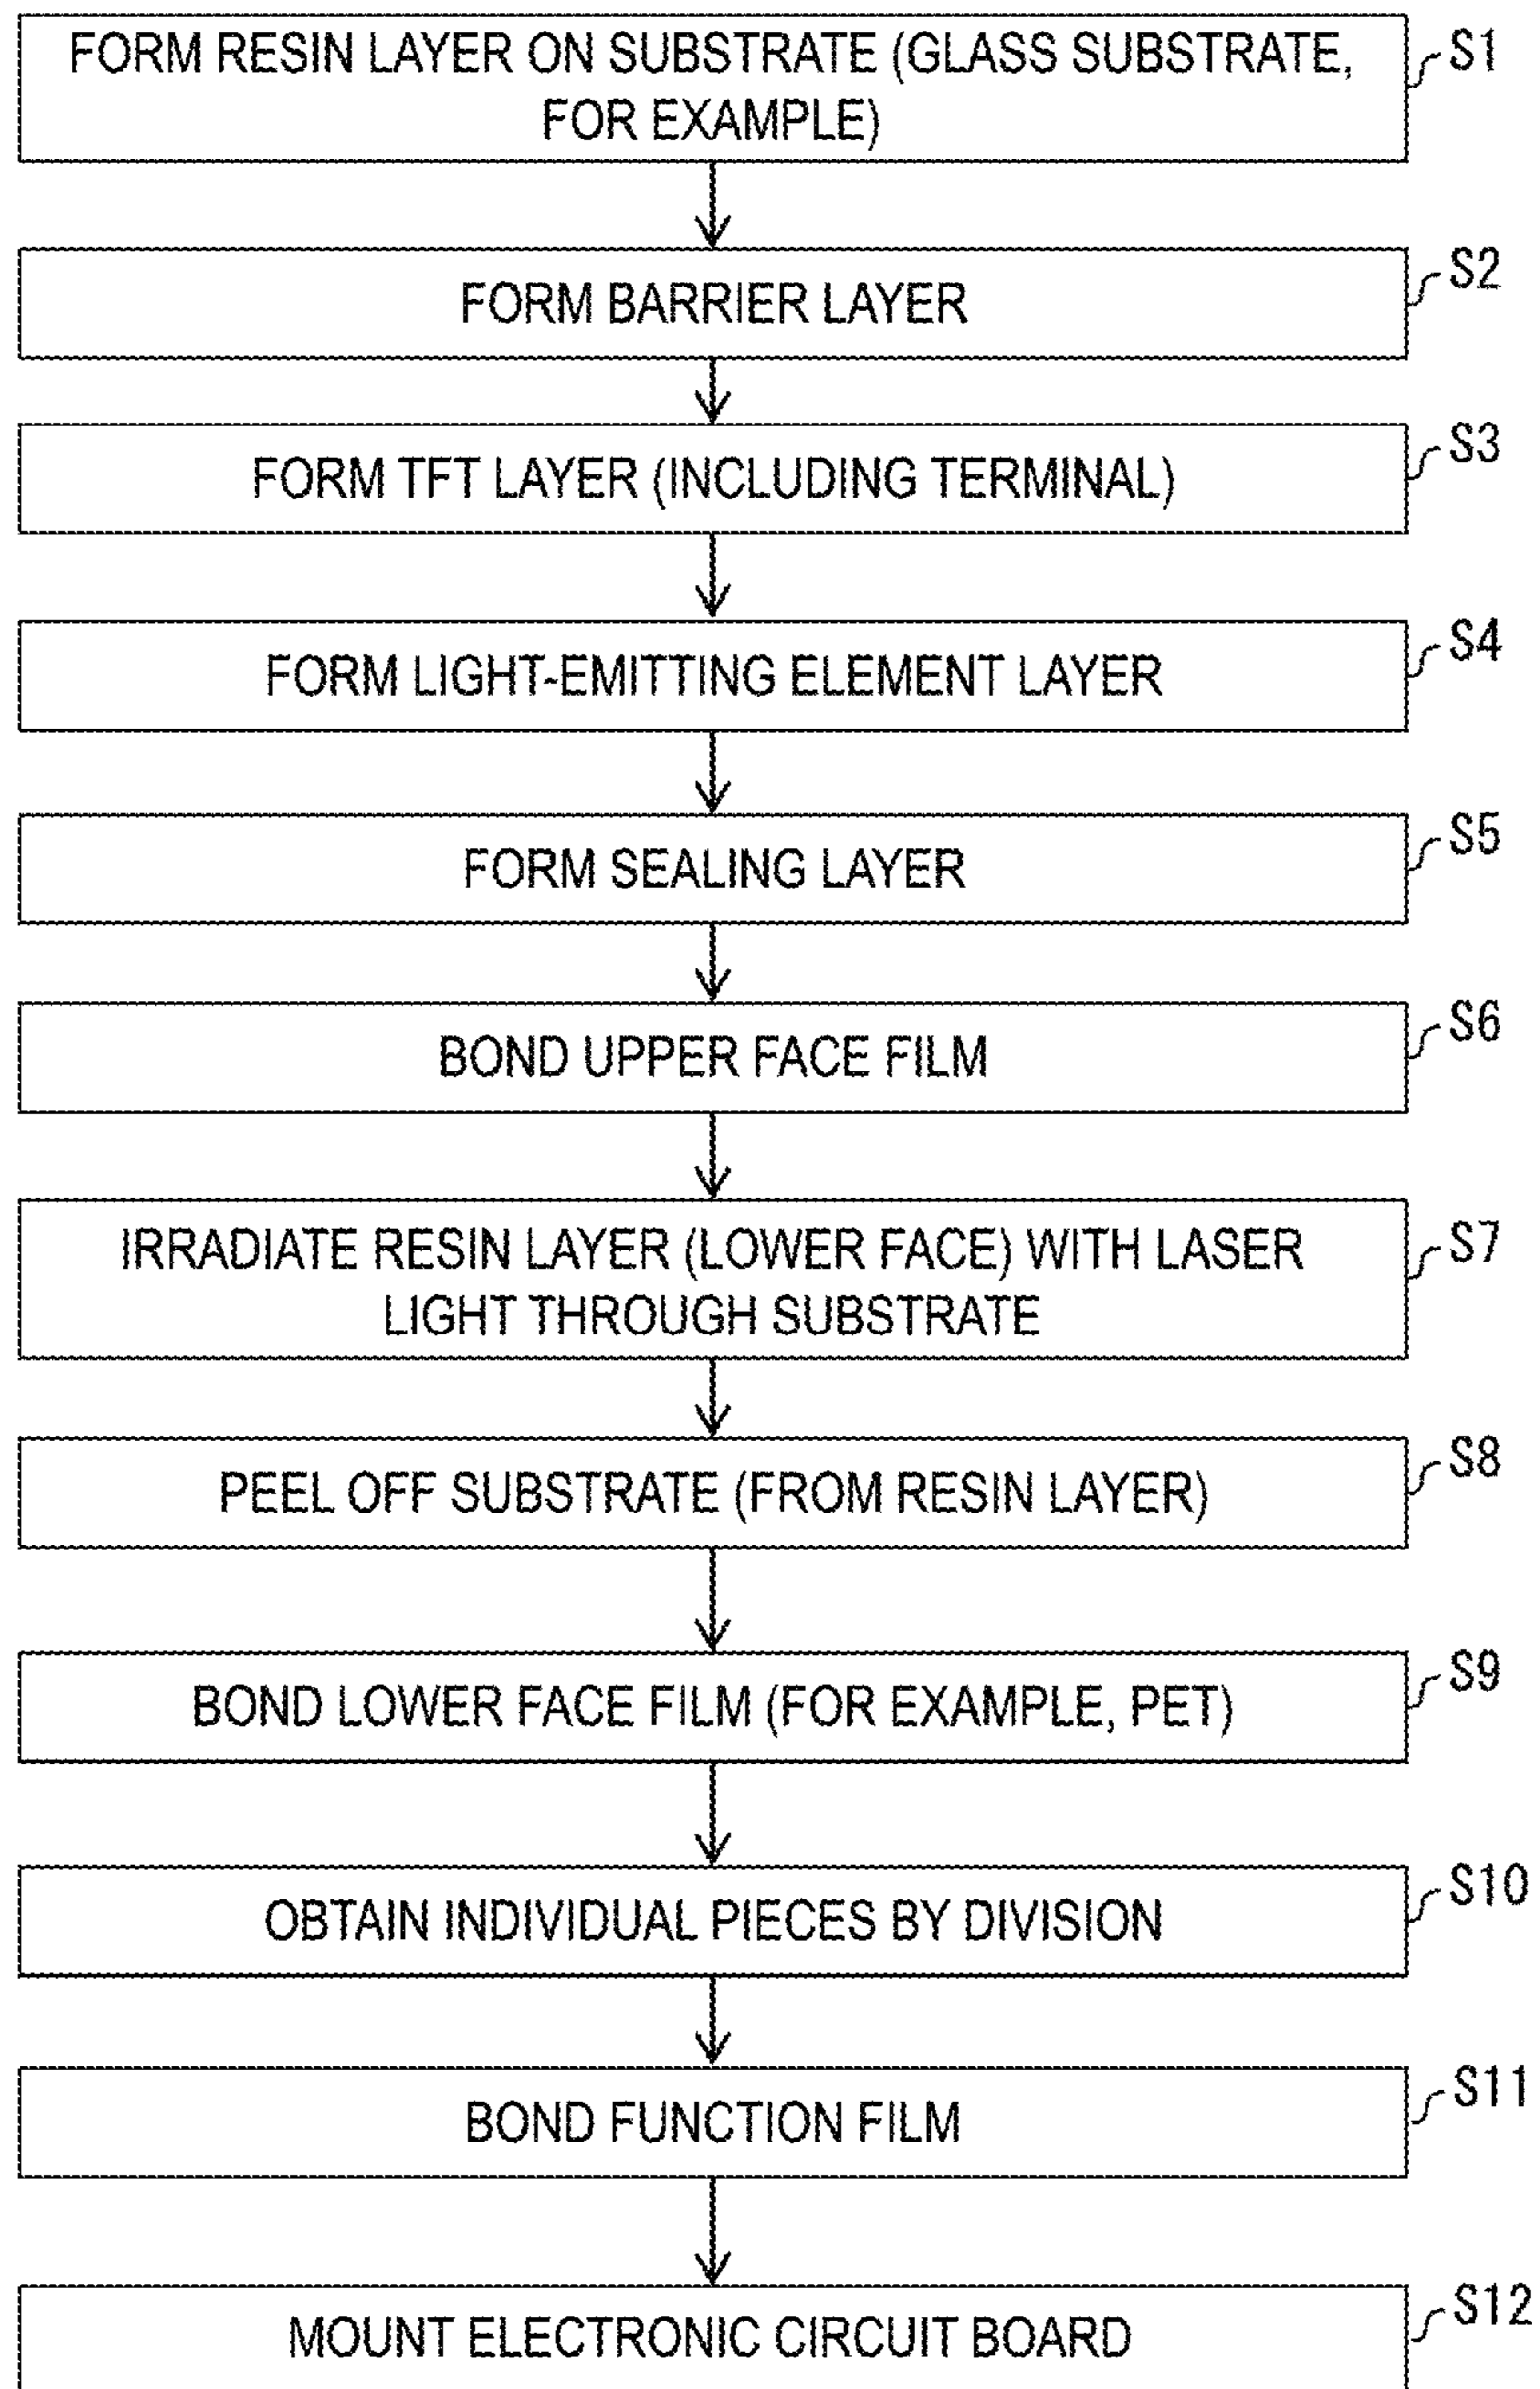 FORM RESIN LAYER ON SUBSTRATE (GLASS SUBSTRATE,
FOR EXAMPLE)
S1
FORM BARRIER LAYER
S2
FORM TFT LAYER (INCLUDING TERMINAL)
S3
FORM LIGHT-EMITTING ELEMENT LAYER
S4
FORM SEALING LAYER
S5
BOND UPPER FACE FILM
S6
IRRADIATE RESIN LAYER (LOWER FACE) WITH LASER
LIGHT THROUGH SUBSTRATE
S7
PEEL OFF SUBSTRATE (FROM RESIN LAYER)
S8
BOND LOWER FACE FILM (FOR EXAMPLE, PET)
S9
OBTAIN INDIVIDUAL PIECES BY DIVISION
S10
BOND FUNCTION FILM
S11
MOUNT ELECTRONIC CIRCUIT BOARD
S12